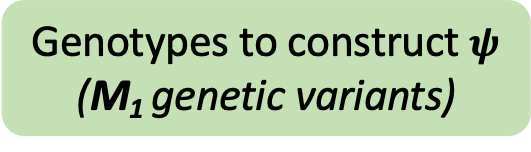 Genotypes to construct ψ
(M₁ genetic variants)